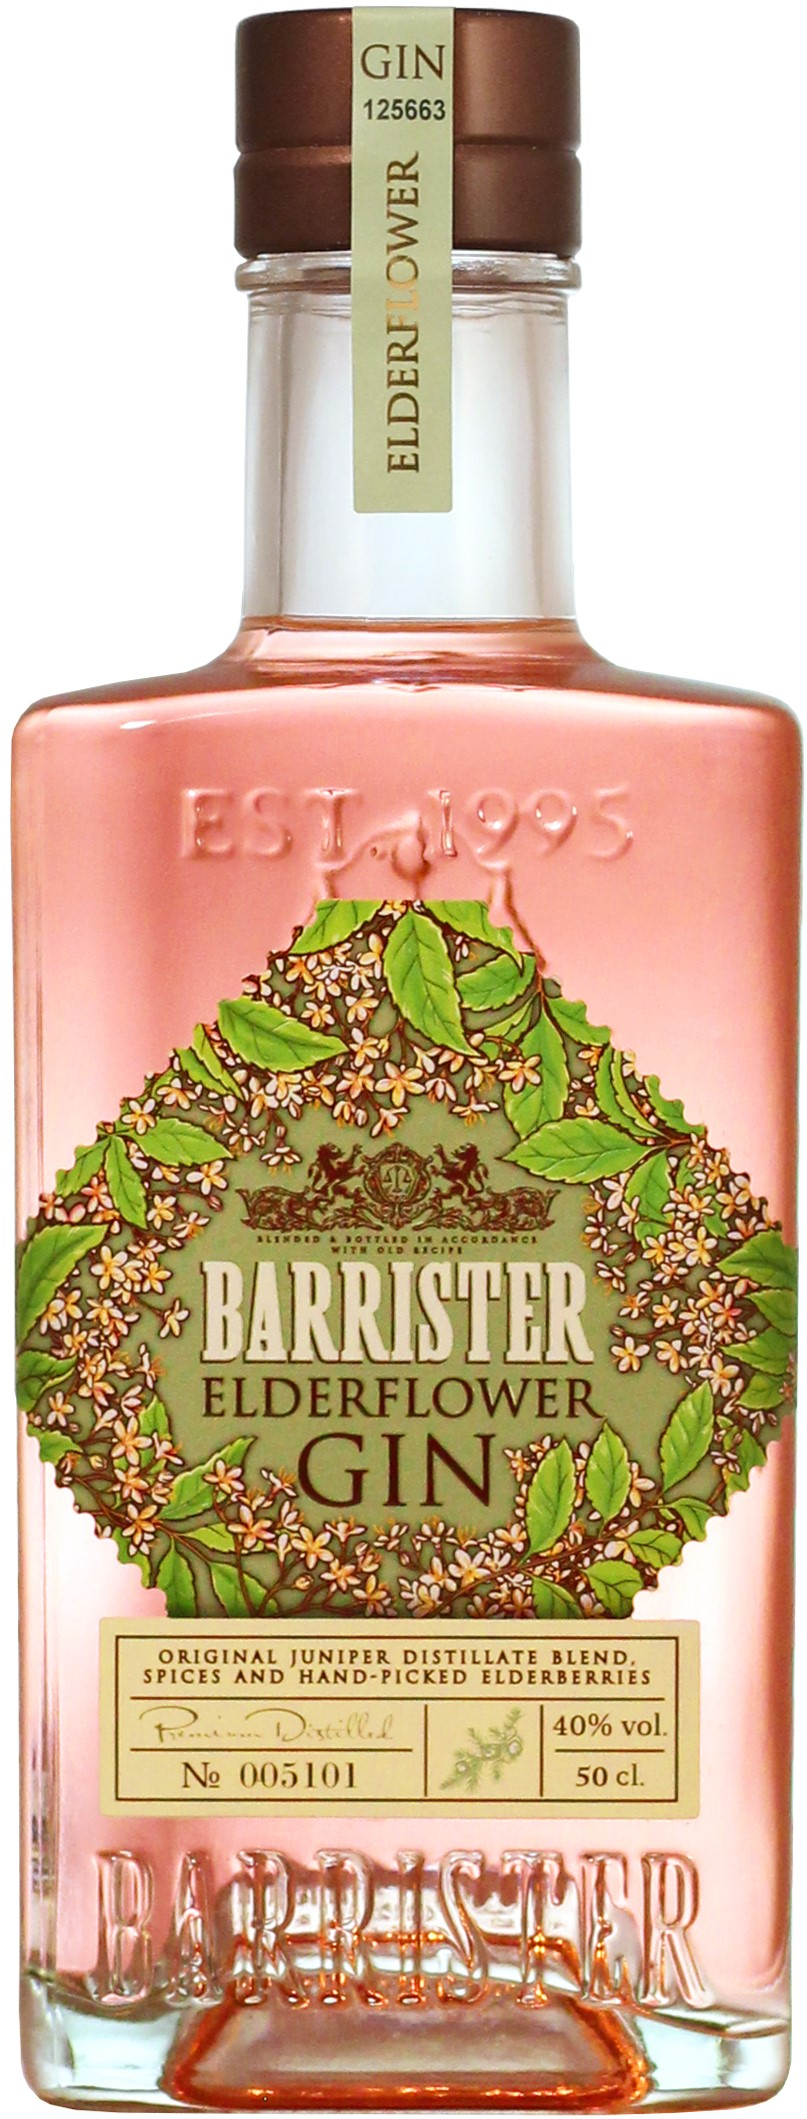 GIN
125663
ELDERFLOWER
EST. 1995
BLENDED & BOTTLED IN ACCORDANCE
WITH OLD RECIPE
BARRISTER
ELDERFLOWER
GIN
ORIGINAL JUNIPER DISTILLATE BLEND,
SPICES AND HAND-PICKED ELDERBERRIES
Premium Distilled
№ 005101
40% vol.
50 cl.
BARRISTER